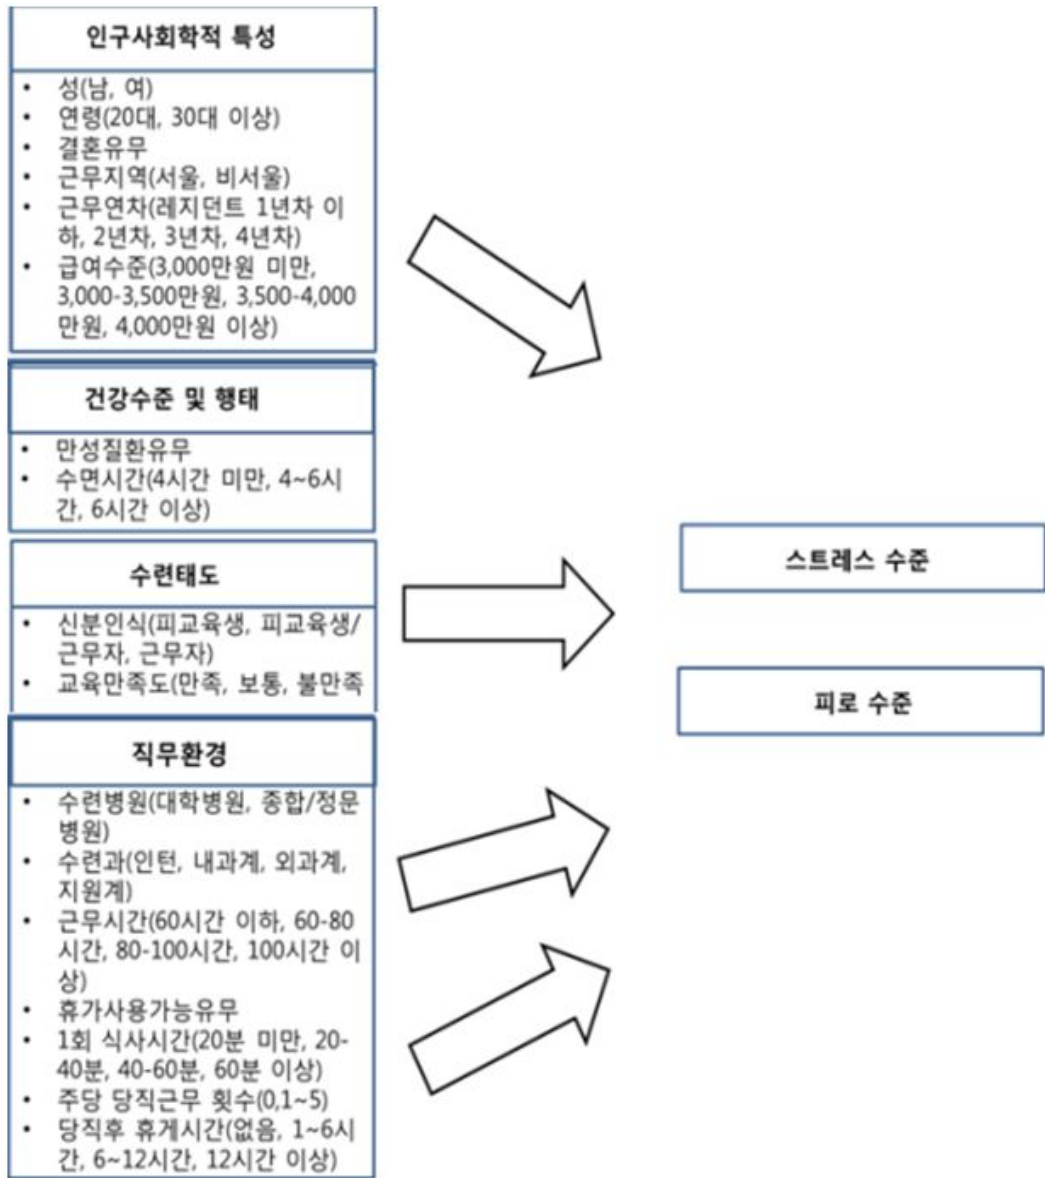 인구사회학적 특성
• 성(남, 여)
• 연령(20대, 30대 이상)
• 결혼유무
• 근무지역(서울, 비서울)
• 근무연차(레지던트 1년차 이
하, 2년차, 3년차, 4년차)
• 급여수준(3,000만원 미만,
3,000-3,500만원, 3,500-4,000
만원, 4,000만원 이상)
건강수준 및 행태
• 만성질환유무
• 수면시간(4시간 미만, 4~6시
간, 6시간 이상)
수련태도
• 신분인식(피교육생, 피교육생/
근무자, 근무자)
• 교육만족도(만족, 보통, 불만족
직무환경
• 수련병원(대학병원, 종합/정문
병원)
• 수련과(인턴, 내과계, 외과계,
지원계)
• 근무시간(60시간 이하, 60-80
시간, 80-100시간, 100시간 이
상)
• 휴가사용가능유무
• 1회 식사시간(20분 미만, 20-
40분, 40-60분, 60분 이상)
• 주당 당직근무 횟수(0,1~5)
• 당직후 휴게시간(없음, 1~6시
간, 6~12시간, 12시간 이상)
스트레스 수준
피로 수준